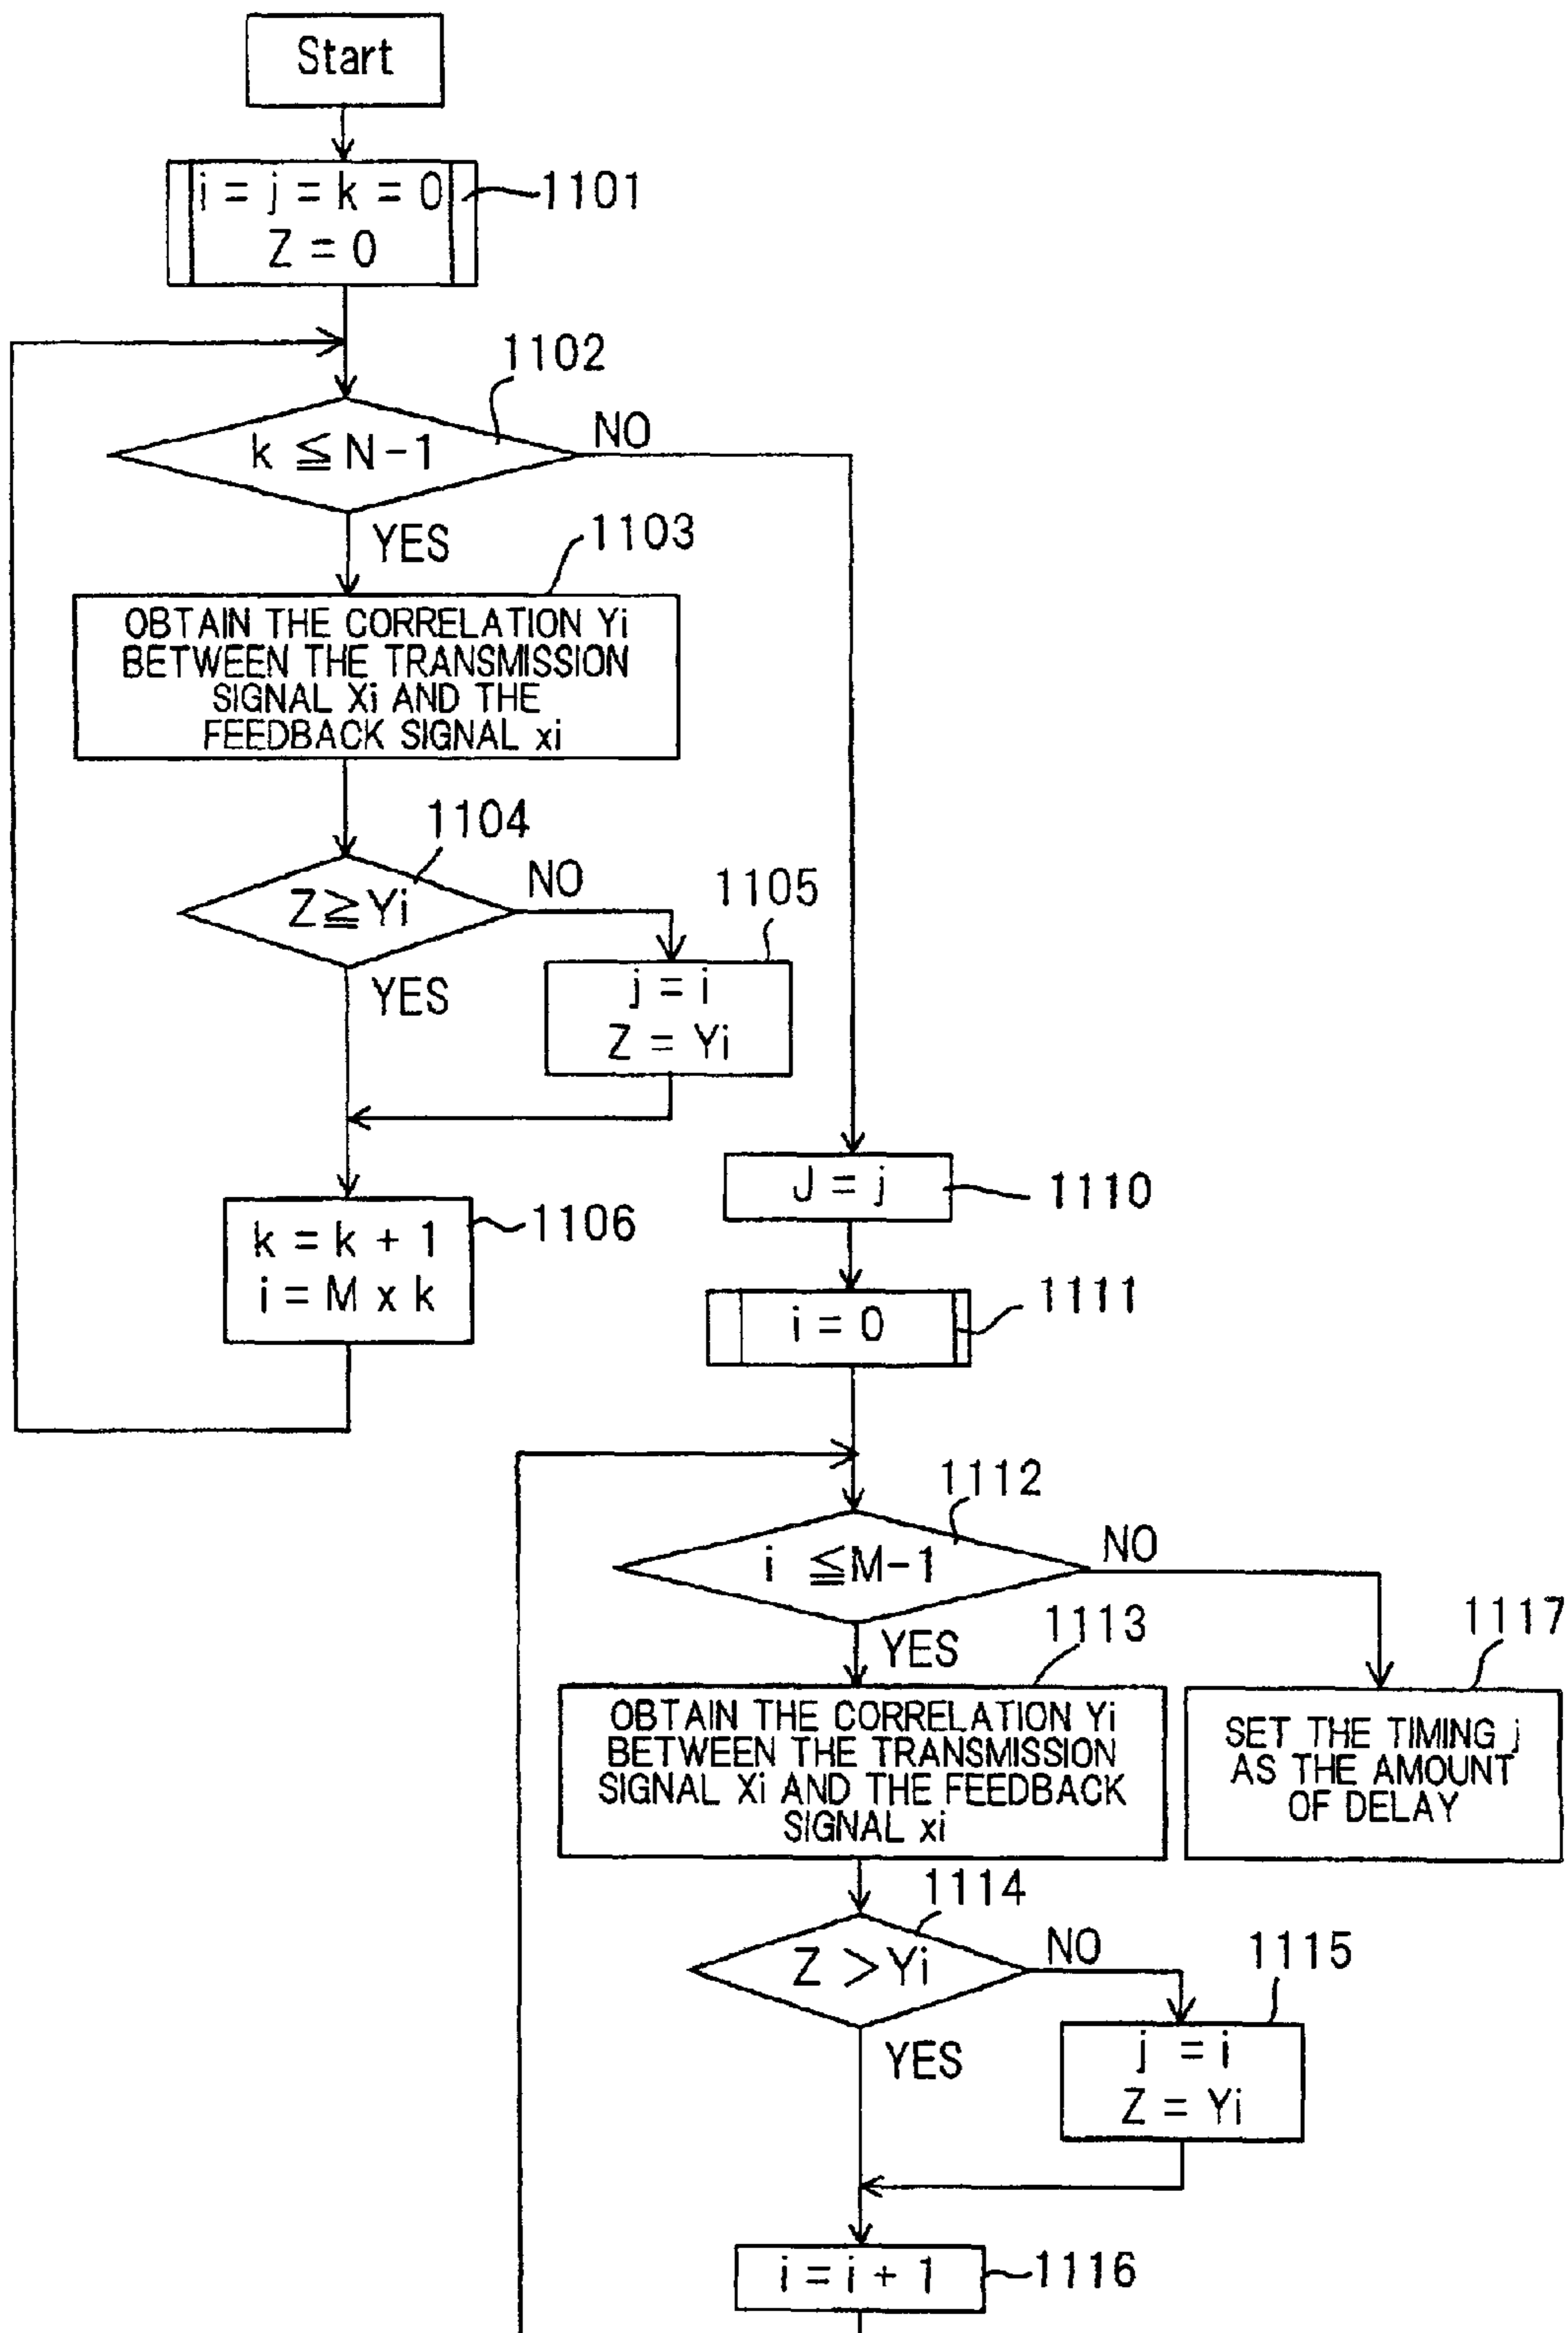 Start
i = j = k = 0
Z = 0
1101
1102
k ≦ N-1
NO
YES
1103
OBTAIN THE CORRELATION Yi
BETWEEN THE TRANSMISSION
SIGNAL Xi AND THE
FEEDBACK SIGNAL xi
1104
Z≧Yi
NO
YES
1105
j = i
Z = Yi
k = k + 1
i = M x k
1106
J = j
1110
i = 0
1111
1112
i ≦M-1
NO
YES
1113
OBTAIN THE CORRELATION Yi
BETWEEN THE TRANSMISSION
SIGNAL Xi AND THE FEEDBACK
SIGNAL xi
1117
SET THE TIMING j
AS THE AMOUNT
OF DELAY
1114
Z > Yi
NO
YES
1115
j = i
Z = Yi
i = i + 1
1116